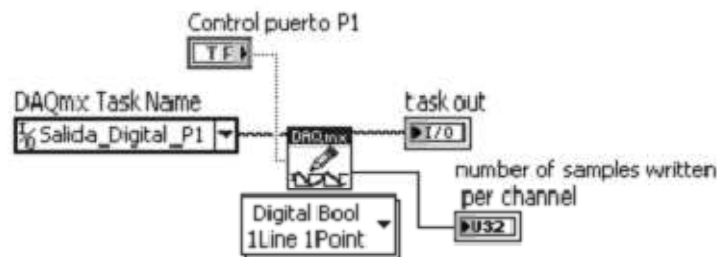 Control puerto P1
TF
DAQmx Task Name
I/O Salida_Digital_P1
task out
I/O
DAQmx
number of samples written
per channel
U32
Digital Bool
1Line 1Point